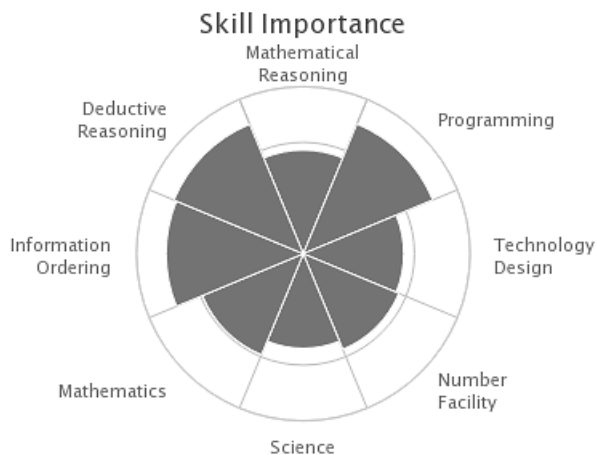 Skill Importance
Mathematical
Reasoning
Deductive
Reasoning
Programming
Information
Ordering
Technology
Design
Mathematics
Number
Facility
Science